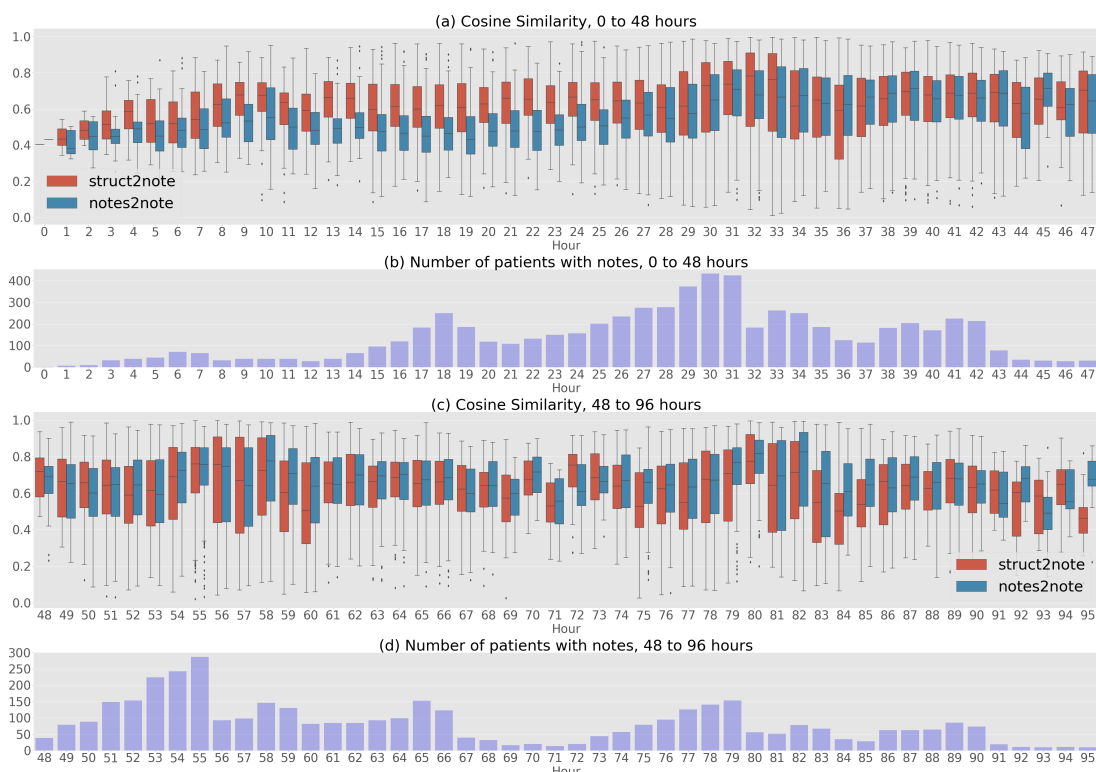 (a) Cosine Similarity, 0 to 48 hours
1.0
0.8
0.6
0.4
0.2
0.0
struct2note
notes2note
0 1 2 3 4 5 6 7 8 9 10 11 12 13 14 15 16 17 18 19 20 21 22 23 24 25 26 27 28 29 30 31 32 33 34 35 36 37 38 39 40 41 42 43 44 45 46 47
Hour
(b) Number of patients with notes, 0 to 48 hours
400
300
200
100
0
0 1 2 3 4 5 6 7 8 9 10 11 12 13 14 15 16 17 18 19 20 21 22 23 24 25 26 27 28 29 30 31 32 33 34 35 36 37 38 39 40 41 42 43 44 45 46 47
Hour
(c) Cosine Similarity, 48 to 96 hours
1.0
0.8
0.6
0.4
0.2
0.0
struct2note
notes2note
48 49 50 51 52 53 54 55 56 57 58 59 60 61 62 63 64 65 66 67 68 69 70 71 72 73 74 75 76 77 78 79 80 81 82 83 84 85 86 87 88 89 90 91 92 93 94 95
Hour
(d) Number of patients with notes, 48 to 96 hours
300
250
200
150
100
50
0
48 49 50 51 52 53 54 55 56 57 58 59 60 61 62 63 64 65 66 67 68 69 70 71 72 73 74 75 76 77 78 79 80 81 82 83 84 85 86 87 88 89 90 91 92 93 94 95
Hour